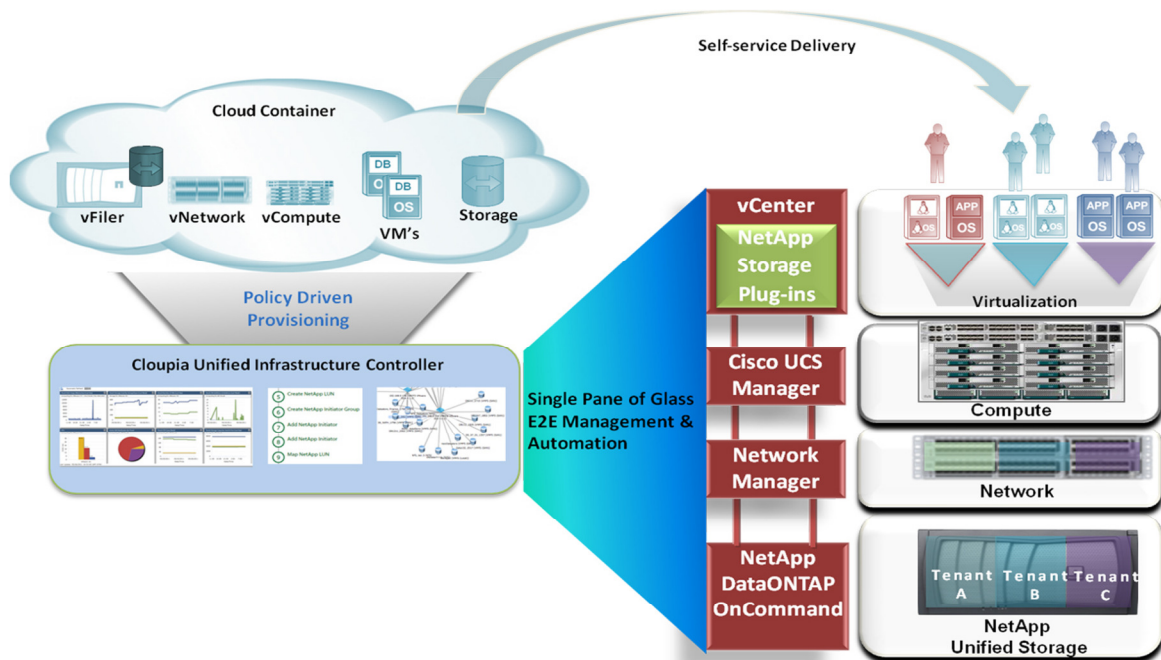 Self-service Delivery
Cloud Container
DB
OS
DB
OS
vFiler
vNetwork
vCompute
VM's
Storage
Policy Driven
Provisioning
Cloupia Unified Infrastructure Controller
5 Create NetApp LUN
6 Create NetApp Initiator Group
7 Add NetApp Initiator
8 Add NetApp Initiator
9 Map NetApp LUN
Single Pane of Glass
E2E Management &
Automation
vCenter
NetApp
Storage
Plug-ins
Cisco UCS
Manager
Network
Manager
NetApp
DataONTAP
OnCommand
OS
APP
OS
OS
OS
APP
OS
APP
OS
Virtualization
Compute
Network
Tenant
A
Tenant
B
Tenant
C
NetApp
Unified Storage